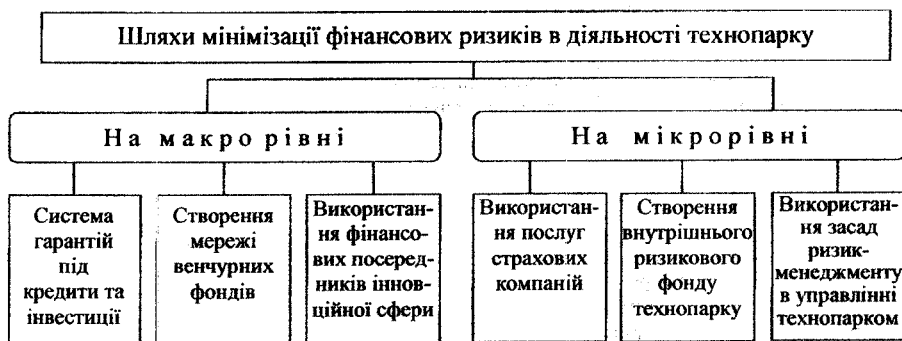 Шляхи мінімізації фінансових ризиків в діяльності технопарку
На макрорівні
На мікрорівні
Система
гарантій
під
кредити та
інвестиції
Створення
мережі
венчурних
фондів
Використан-
ня фінансо-
вих посеред-
ників іннова-
ційної сфери
Використан-
ня послуг
страхових
компаній
Створення
внутрішнього
ризикового
фонду
технопарку
Використан-
ня засад
ризик-
менеджменту
в управлінні
технопарком